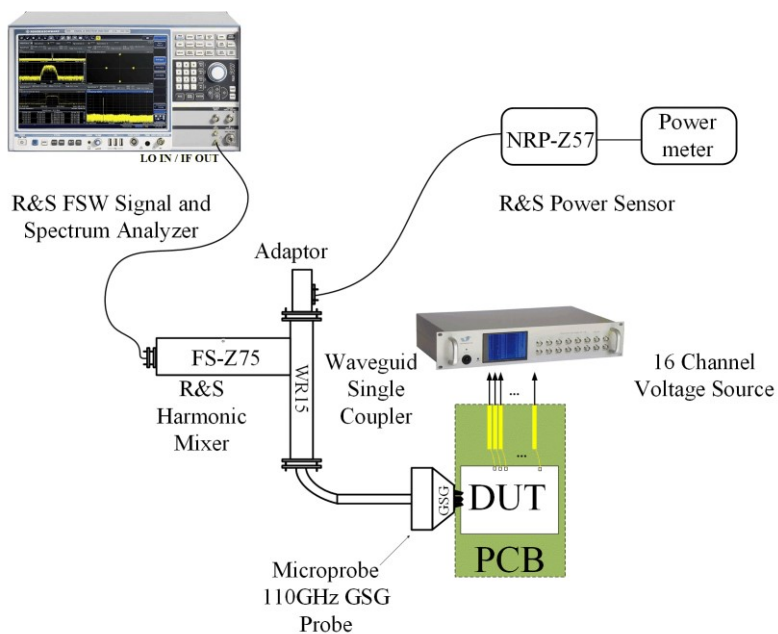 LO IN / IF OUT
R&S FSW Signal and
Spectrum Analyzer
NRP-Z57
Power
meter
R&S Power Sensor
Adaptor
FS-Z75
R&S
Harmonic
Mixer
WR15
Waveguid
Single
Coupler
16 Channel
Voltage Source
...
...
GSG
DUT
PCB
Microprobe
110GHz GSG
Probe